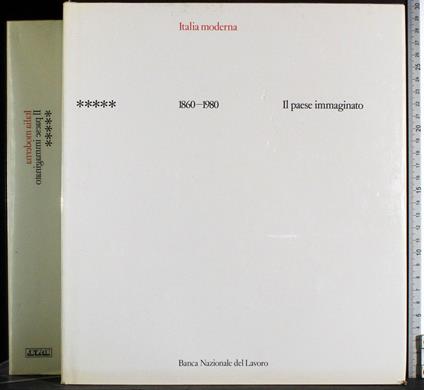 Italia moderna
***** 1860–1980 Il paese immaginato
Banca Nazionale del Lavoro
*****
Il paese immaginato
Italia moderna